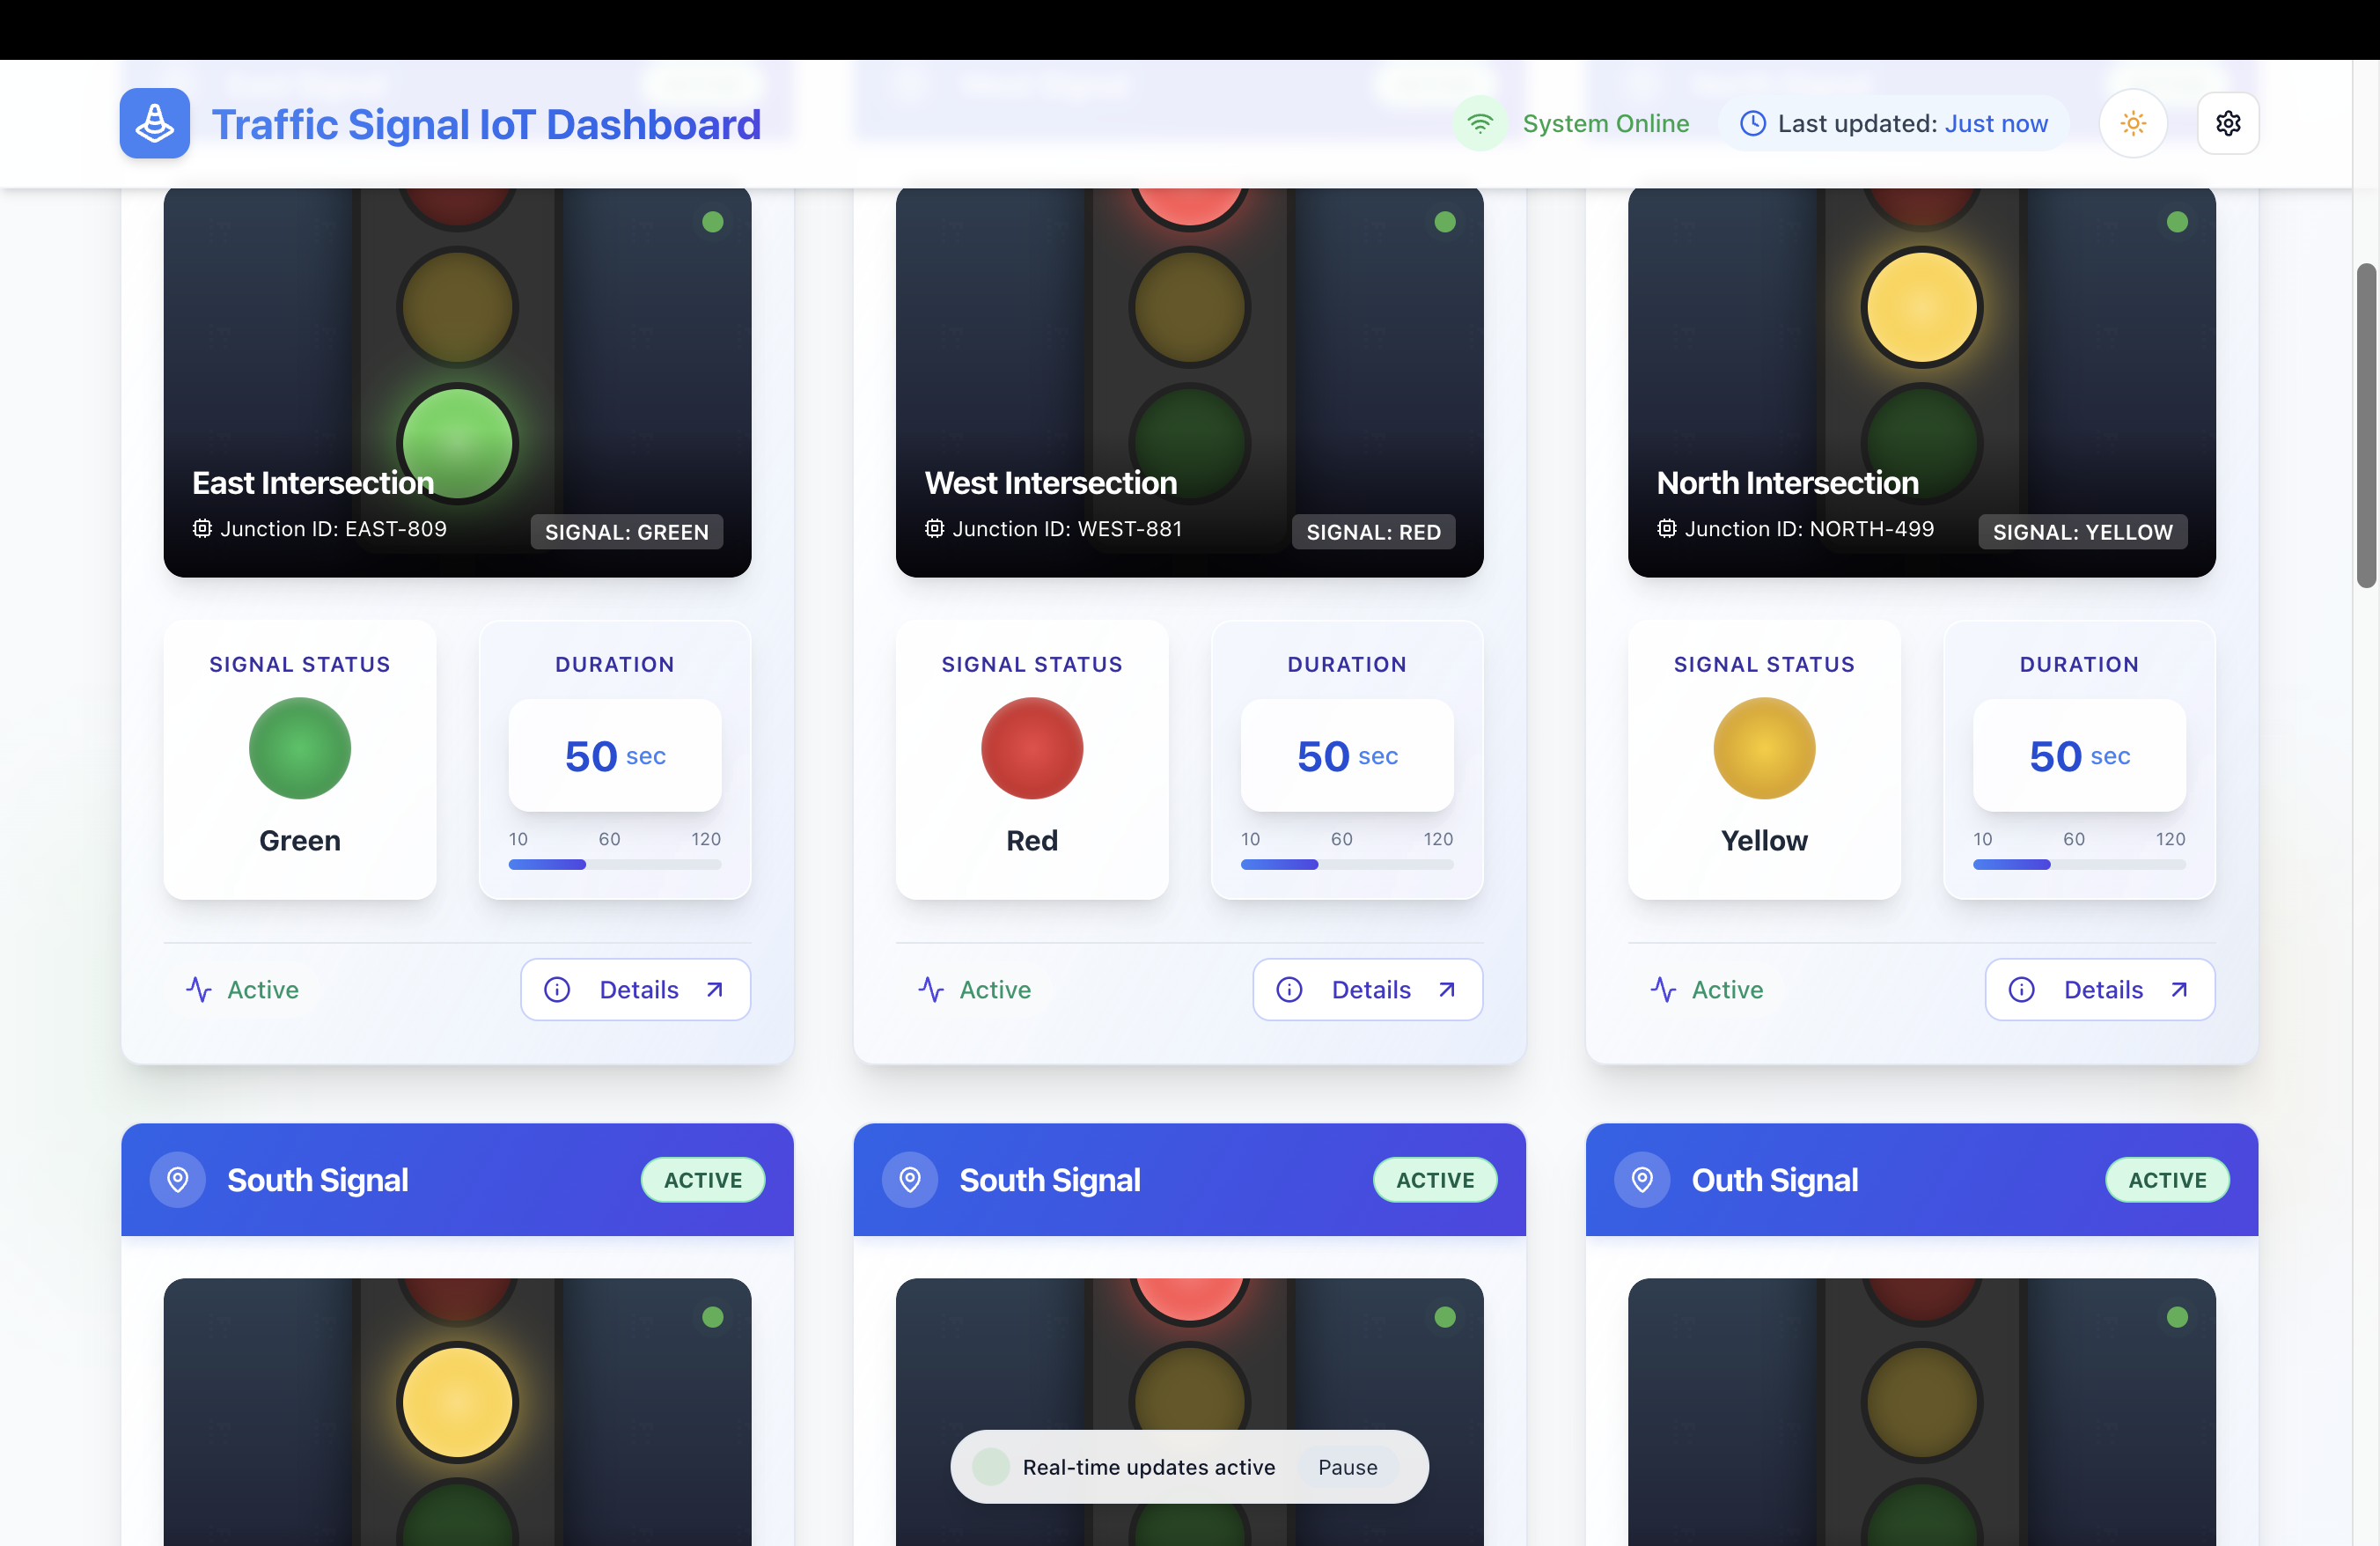 Traffic Signal IoT Dashboard
System Online
Last updated: Just now
East Intersection
Junction ID: EAST-809
SIGNAL: GREEN
West Intersection
Junction ID: WEST-881
SIGNAL: RED
North Intersection
Junction ID: NORTH-499
SIGNAL: YELLOW
SIGNAL STATUS
Green
DURATION
50 sec
10 60 120
SIGNAL STATUS
Red
DURATION
50 sec
10 60 120
SIGNAL STATUS
Yellow
DURATION
50 sec
10 60 120
Active
Details
Active
Details
Active
Details
South Signal
ACTIVE
South Signal
ACTIVE
Outh Signal
ACTIVE
Real-time updates active
Pause